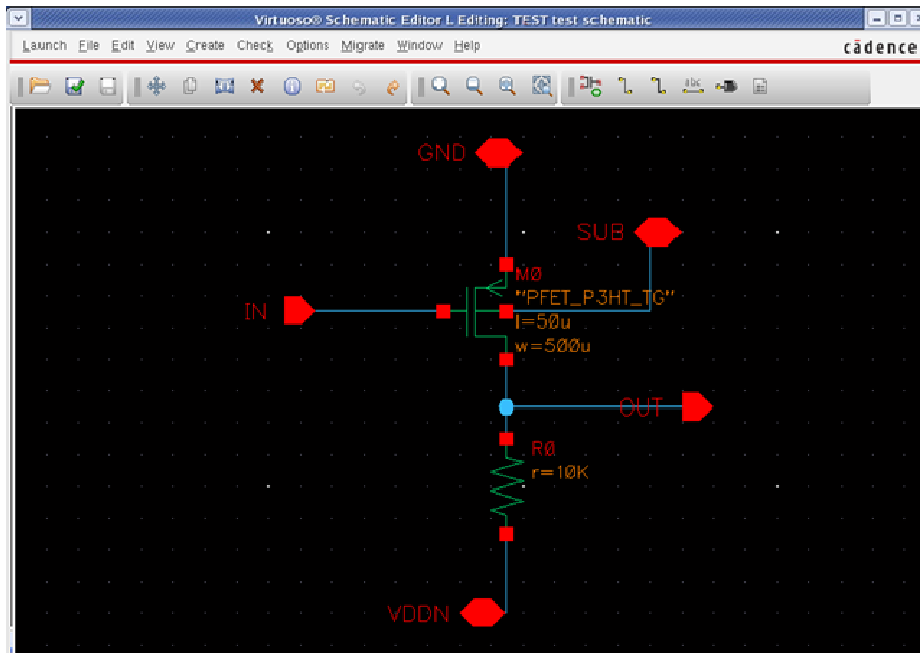 Virtuoso® Schematic Editor L Editing: TEST test schematic
Launch File Edit View Create Check Options Migrate Window Help
cādence
abc
GND
SUB
M0
"PFET_P3HT_TG"
IN
l=50u
w=500u
OUT
R0
r=10K
VDDN